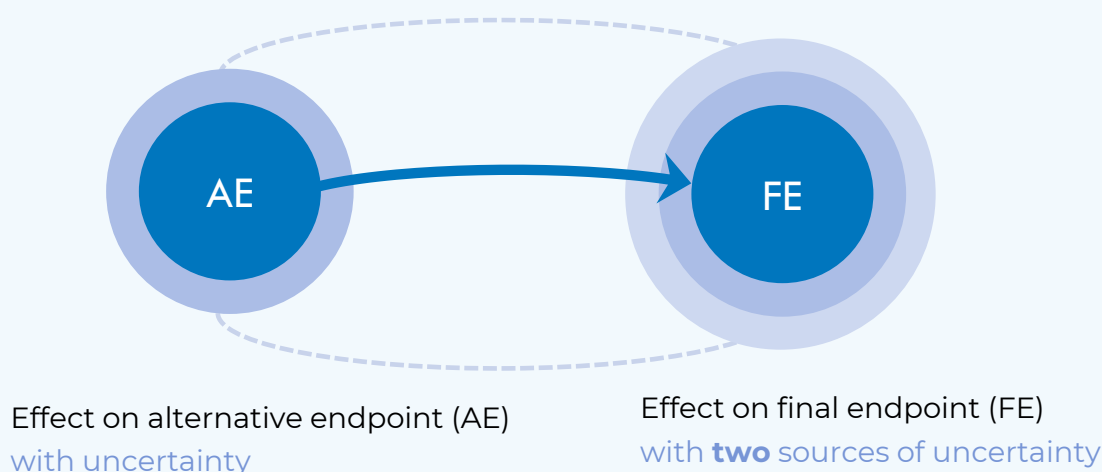 AE
FE
Effect on alternative endpoint (AE)
with uncertainty
Effect on final endpoint (FE)
with two sources of uncertainty